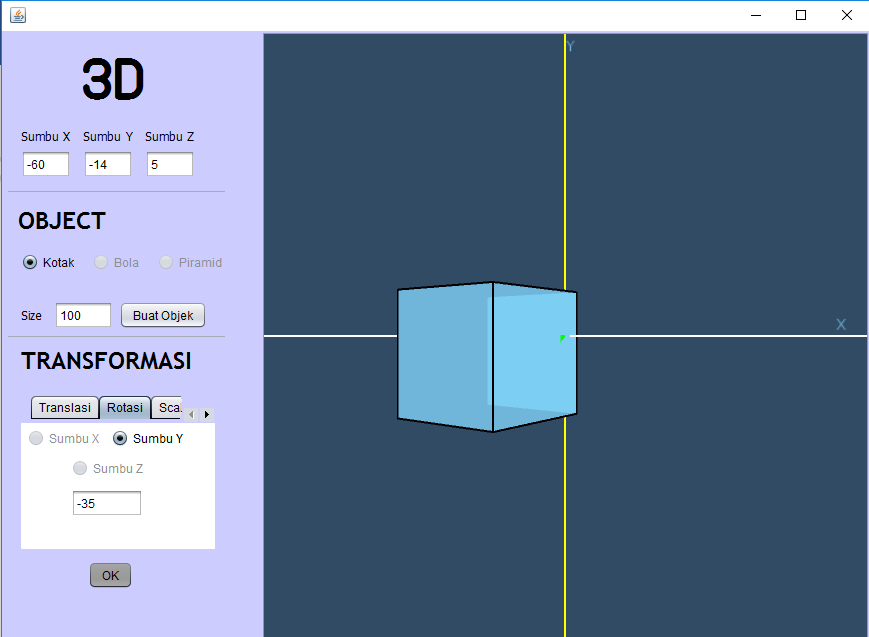 3D
Sumbu X Sumbu Y Sumbu Z
-60 -14 5
OBJECT
Kotak Bola Piramid
Size 100 Buat Objek
TRANSFORMASI
Translasi Rotasi Sca
Sumbu X Sumbu Y
Sumbu Z
-35
OK
Y
X